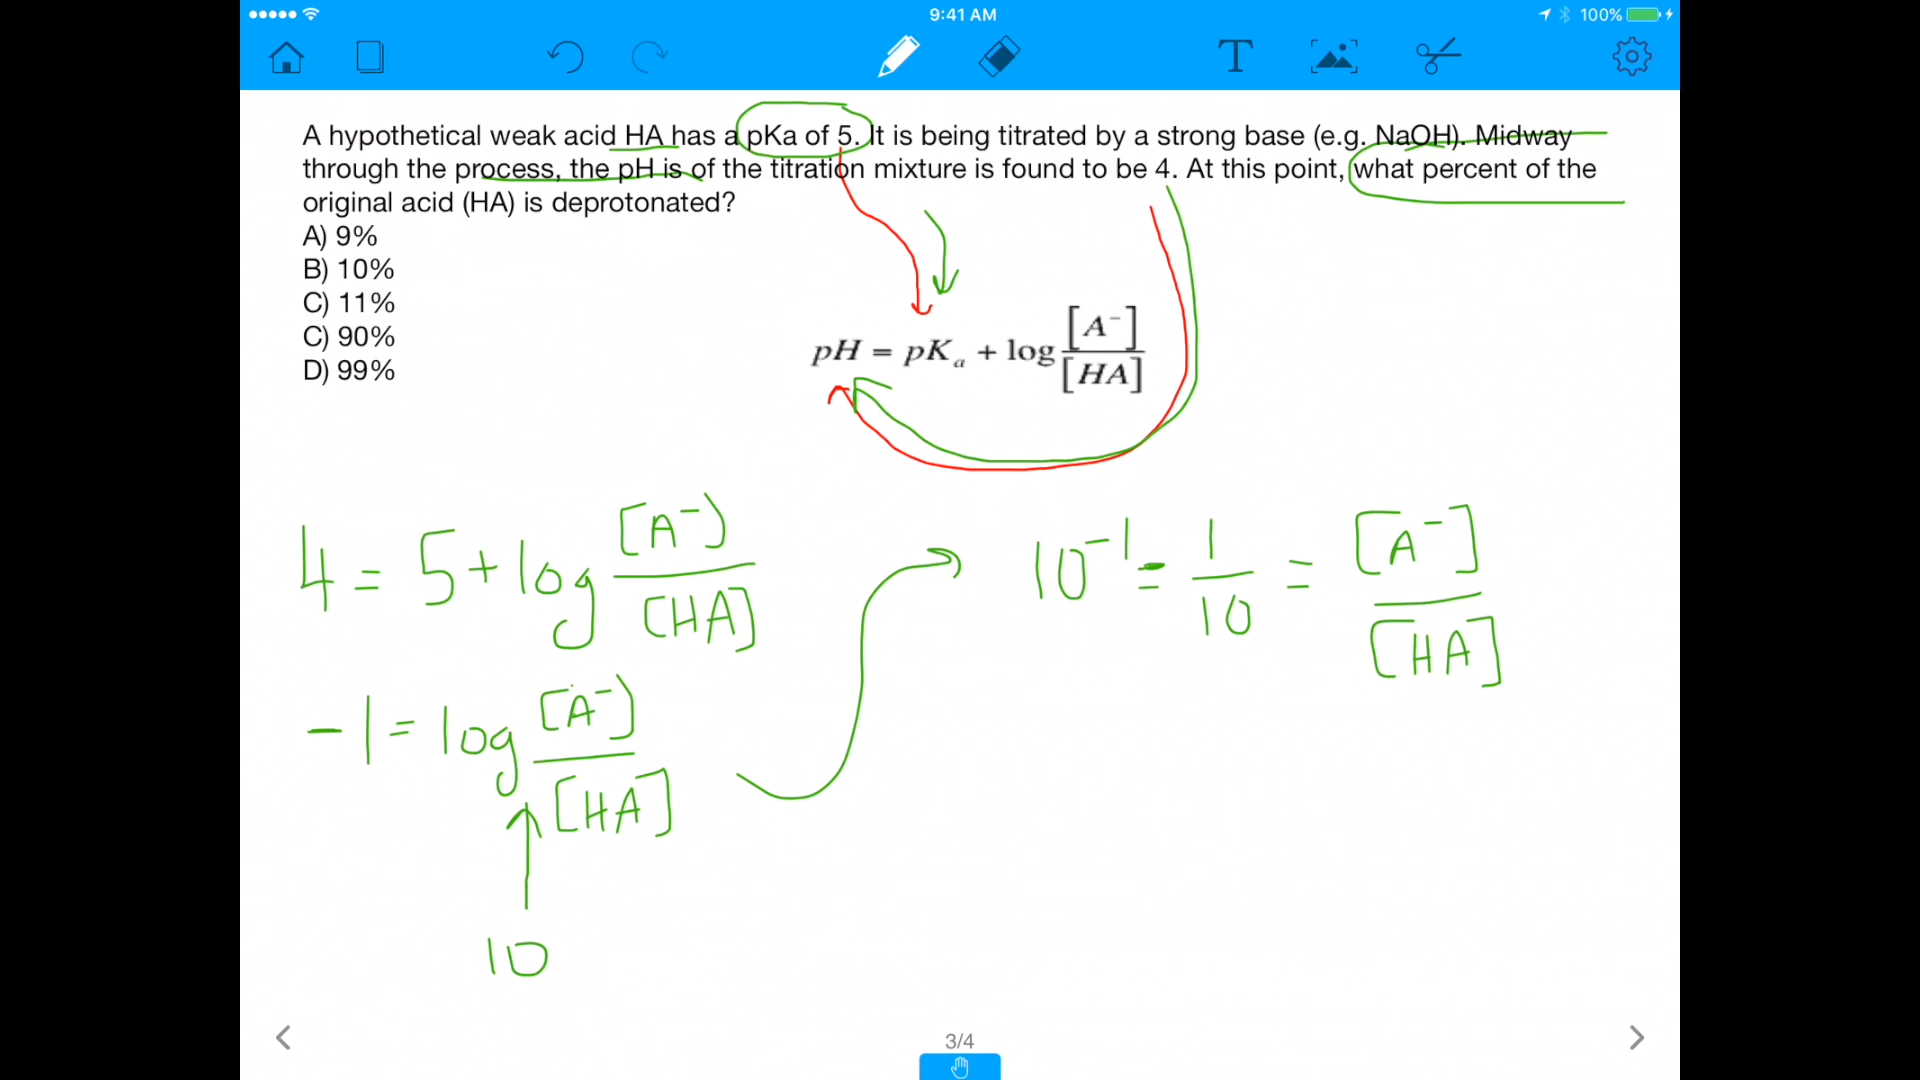 9:41 AM
100%
T
A hypothetical weak acid HA has a pKa of 5. It is being titrated by a strong base (e.g. NaOH). Midway
through the process, the pH is of the titration mixture is found to be 4. At this point, what percent of the
original acid (HA) is deprotonated?
A) 9%
B) 10%
C) 11%
C) 90%
D) 99%
pH = pKₐ + log [A⁻] / [HA]
4 = 5 + log [A⁻) / [HA]
-1 = log [A⁻) / [HA]
10
10⁻¹ = 1/10 = [A⁻] / [HA]
3/4